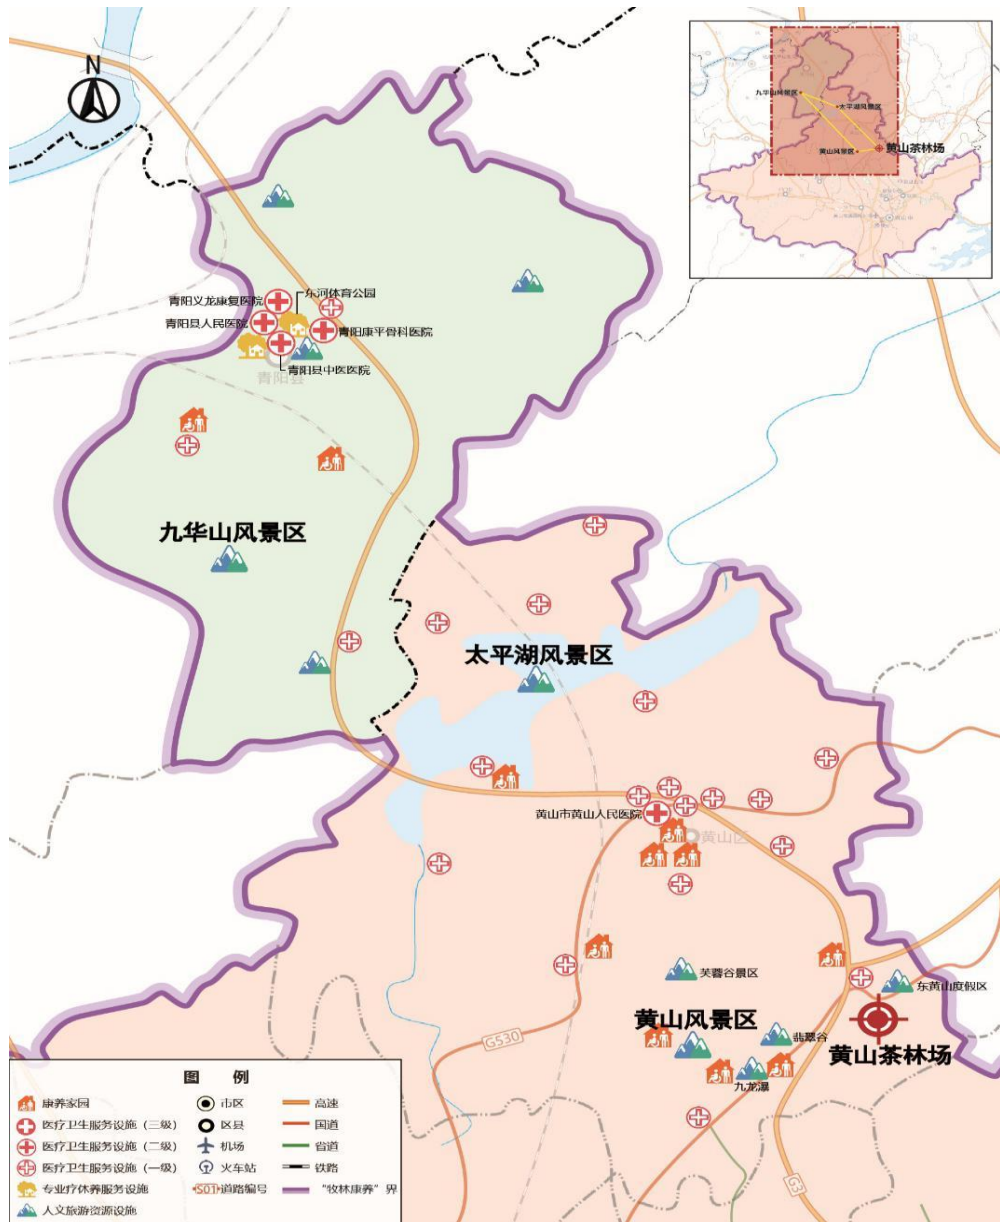 N
九华山风景区
太平湖风景区
黄山风景区
黄山茶林场
东河体育公园
青阳义龙康复医院
青阳县人民医院
青阳康平骨科医院
青阳县中医医院
青阳县
九华山风景区
太平湖风景区
黄山市黄山人民医院
黄山区
芙蓉谷景区
东黄山度假区
黄山风景区
翡翠谷
九龙瀑
黄山茶林场
G530
G3
图 例
康养家园
市区
高速
医疗卫生服务设施（三级）
区县
国道
医疗卫生服务设施（二级）
机场
省道
医疗卫生服务设施（一级）
火车站
铁路
专业疗休养服务设施
S01
道路编号
“牧林康养”界
人文旅游资源设施